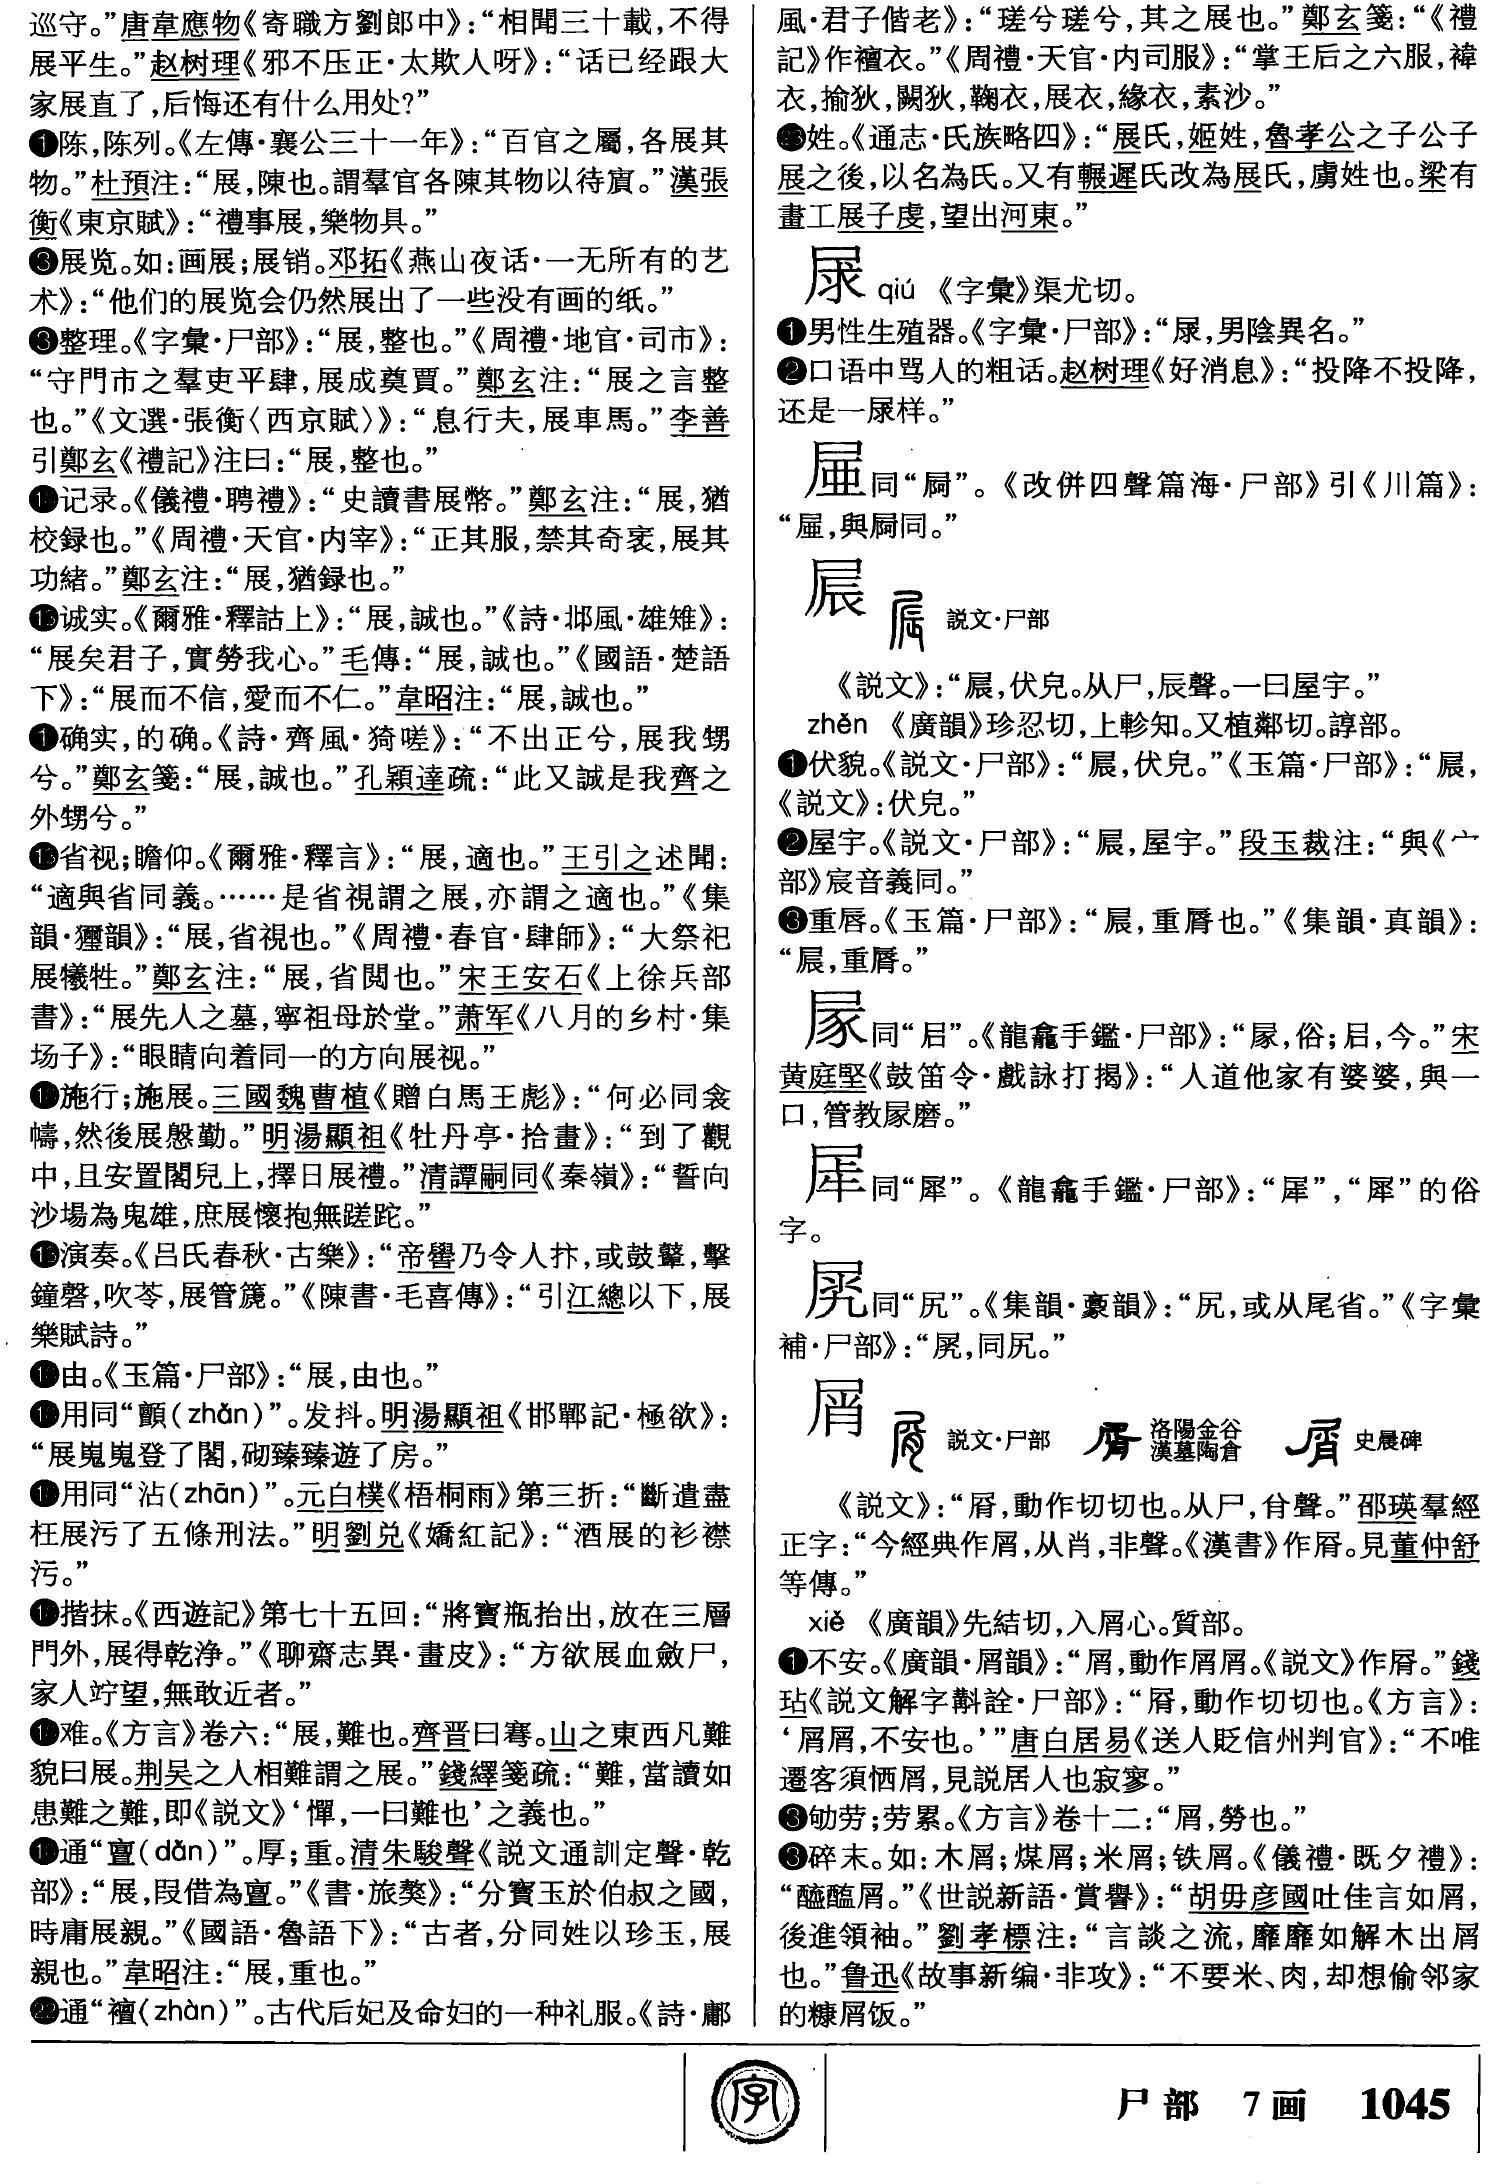 巡守。”唐韋應物《寄職方劉郎中》：“相聞三十載，不得
展平生。”赵树理《邪不压正·太欺人呀》：“话已经跟大
家展直了，后悔还有什么用处？”
陈，陈列。《左傳·襄公三十一年》：“百官之屬，各展其
物。”杜預注：“展，陳也。謂羣官各陳其物以待賓。”漢張
衡《東京賦》：“禮事展，樂物具。”
展览。如：画展；展销。邓拓《燕山夜话·一无所有的艺
术》：“他们的展览会仍然展出了一些没有画的纸。”
整理。《字彙·尸部》：“展，整也。”《周禮·地官·司市》：
“守門市之羣吏平肆，展成奠賈。”鄭玄注：“展之言整
也。”《文選·張衡〈西京賦〉》：“息行夫，展車馬。”李善
引鄭玄《禮記》注曰：“展，整也。”
记录。《儀禮·聘禮》：“史讀書展幣。”鄭玄注：“展，猶
校録也。”《周禮·天官·内宰》：“正其服，禁其奇衺，展其
功緒。”鄭玄注：“展，猶録也。”
诚实。《爾雅·釋詁上》：“展，誠也。”《詩·邶風·雄雉》：
“展矣君子，實勞我心。”毛傳：“展，誠也。”《國語·楚語
下》：“展而不信，愛而不仁。”韋昭注：“展，誠也。”
确实，的确。《詩·齊風·猗嗟》：“不出正兮，展我甥
兮。”鄭玄箋：“展，誠也。”孔穎達疏：“此又誠是我齊之
外甥兮。”
省视；瞻仰。《爾雅·釋言》：“展，適也。”王引之述聞：
“適與省同義。……是省視謂之展，亦謂之適也。”《集
韻·獮韻》：“展，省視也。”《周禮·春官·肆師》：“大祭祀
展犧牲。”鄭玄注：“展，省閲也。”宋王安石《上徐兵部
書》：“展先人之墓，寧祖母於堂。”萧军《八月的乡村·集
场子》：“眼睛向着同一的方向展视。”
施行；施展。三國魏曹植《贈白馬王彪》：“何必同衾
幬，然後展慇勤。”明湯顯祖《牡丹亭·拾畫》：“到了觀
中，且安置閣兒上，擇日展禮。”清譚嗣同《秦嶺》：“誓向
沙場為鬼雄，庶展懷抱無蹉跎。”
演奏。《吕氏春秋·古樂》：“帝嚳乃令人抃，或鼓鼙，擊
鐘磬，吹苓，展管篪。”《陳書·毛喜傳》：“引江總以下，展
樂賦詩。”
由。《玉篇·尸部》：“展，由也。”
用同“顫（zhǎn）”。发抖。明湯顯祖《邯鄲記·極欲》：
“展嵬嵬登了閣，砌臻臻遊了房。”
用同“沾（zhān）”。元白樸《梧桐雨》第三折：“斷遣盡
枉展污了五條刑法。”明劉兑《嬌紅記》：“酒展的衫襟
污。”
揩抹。《西遊記》第七十五回：“將寶瓶抬出，放在三層
門外，展得乾浄。”《聊齋志異·畫皮》：“方欲展血斂尸，
家人竚望，無敢近者。”
难。《方言》卷六：“展，難也。齊晋曰謇。山之東西凡難
貌曰展。荆吴之人相難謂之展。”錢繹箋疏：“難，當讀如
患難之難，即《説文》‘憚，一曰難也’之義也。”
通“亶（dǎn）”。厚；重。清朱駿聲《説文通訓定聲·乾
部》：“展，叚借為亶。”《書·旅獒》：“分寶玉於伯叔之國，
時庸展親。”《國語·魯語下》：“古者，分同姓以珍玉，展
親也。”韋昭注：“展，重也。”
㉒通“襢（zhàn）”。古代后妃及命妇的一种礼服。《詩·鄘
風·君子偕老》：“瑳兮瑳兮，其之展也。”鄭玄箋：“《禮
記》作襢衣。”《周禮·天官·内司服》：“掌王后之六服，褘
衣，揄狄，闕狄，鞠衣，展衣，緣衣，素沙。”
姓。《通志·氏族略四》：“展氏，姬姓，魯孝公之子公子
展之後，以名為氏。又有輾遲氏改為展氏，虜姓也。梁有
畫工展子虔，望出河東。”
㞗 qiú 《字彙》渠尤切。
❶男性生殖器。《字彙·尸部》：“㞗，男陰異名。”
❷口语中骂人的粗话。赵树理《好消息》：“投降不投降，
还是一㞗样。”
同“屙”。《改併四聲篇海·尸部》引《川篇》：
與屙同。”
㞟 説文·尸部
《説文》：“㞟，伏皃。从尸，辰聲。一曰屋宇。”
zhěn 《廣韻》珍忍切，上軫知。又植鄰切。諄部。
❶伏貌。《説文·尸部》：“㞟，伏皃。”《玉篇·尸部》：“㞟，
《説文》：伏皃。”
❷屋宇。《説文·尸部》：“㞟，屋宇。”段玉裁注：“與《宀
部》宸音義同。”
❸重唇。《玉篇·尸部》：“㞟，重脣也。”《集韻·真韻》：
“㞟，重脣。”
㞘同“㞓”。《龍龕手鑑·尸部》：“㞘，俗；㞓，今。”宋
黄庭堅《鼓笛令·戲詠打揭》：“人道他家有婆婆，與一
口，管教㞘磨。”
同“犀”。《龍龕手鑑·尸部》：“犀”的俗
字。
同“尻”。《集韻·豪韻》：“尻，或从尾省。”《字彙
補·尸部》：同尻。”
屑 説文·尸部 洛陽金谷漢墓陶倉 史晨碑
《説文》：“屑，動作切切也。从尸，㑜聲。”邵瑛羣經
正字：“今經典作屑，从肖，非聲。《漢書》作屑。見董仲舒
等傳。”
xiè 《廣韻》先結切，入屑心。質部。
❶不安。《廣韻·屑韻》：“屑，動作屑屑。《説文》作屑。”錢
坫《説文解字斠詮·尸部》：“屑，動作切切也。《方言》：
‘屑屑，不安也。’”唐白居易《送人貶信州判官》：“不唯
遷客須恓屑，見説居人也寂寥。”
劬劳；劳累。《方言》卷十二：“屑，勞也。”
❸碎末。如：木屑；煤屑；米屑；铁屑。《儀禮·既夕禮》：
“醯醢屑。”《世説新語·賞譽》：“胡毋彦國吐佳言如屑，
後進領袖。”劉孝標注：“言談之流，靡靡如解木出屑
也。”鲁迅《故事新编·非攻》：“不要米、肉，却想偷邻家
的糠屑饭。”
字
尸部 7画 1045